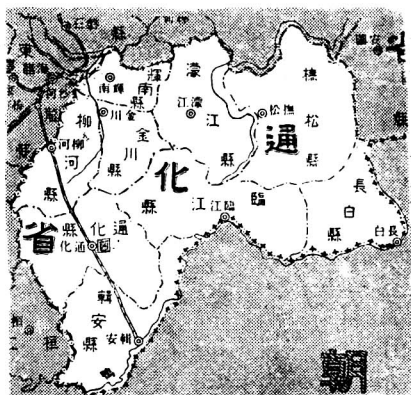 通化省
朝
柳河縣
柳河
輝南縣
輝南
金川縣
金川
濛江縣
濛江
撫松縣
撫松
長白縣
長白
臨江縣
臨江
通化縣
通化
輯安縣
輯安
桓